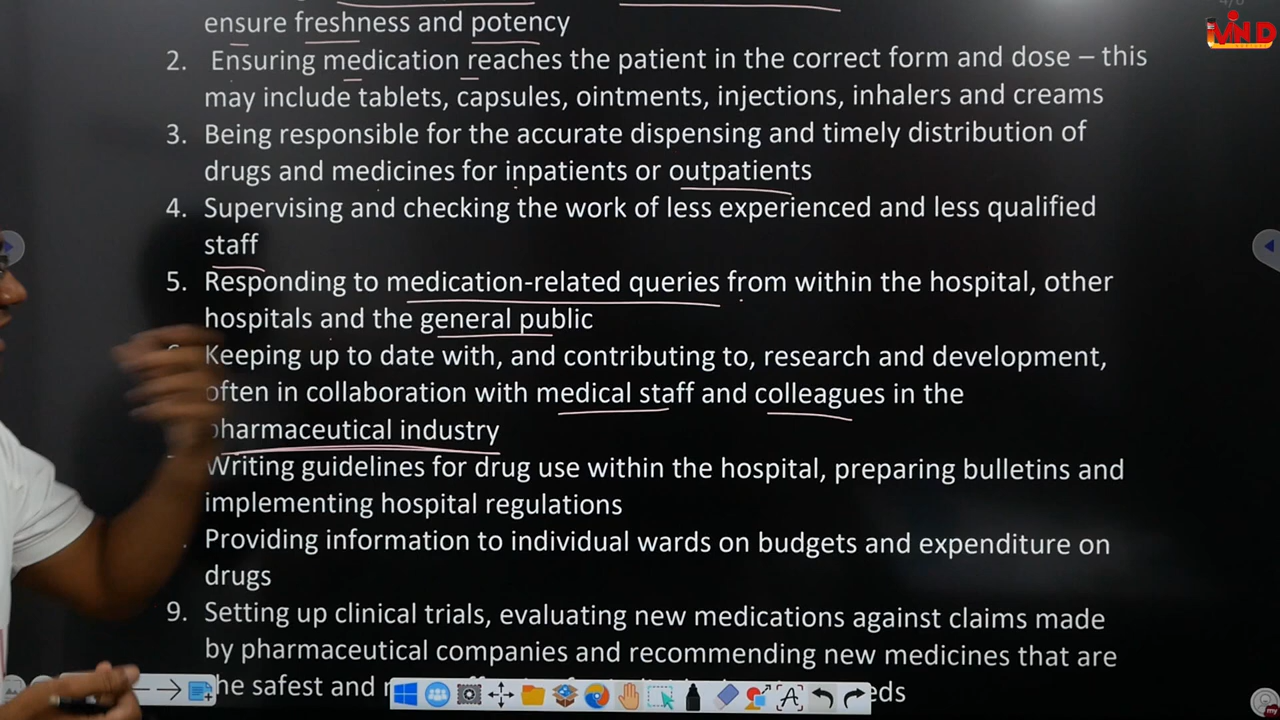 4/6
ensure freshness and potency
2. Ensuring medication reaches the patient in the correct form and dose – this
may include tablets, capsules, ointments, injections, inhalers and creams
3. Being responsible for the accurate dispensing and timely distribution of
drugs and medicines for inpatients or outpatients
4. Supervising and checking the work of less experienced and less qualified
staff
5. Responding to medication-related queries from within the hospital, other
hospitals and the general public
Keeping up to date with, and contributing to, research and development,
often in collaboration with medical staff and colleagues in the
pharmaceutical industry
Writing guidelines for drug use within the hospital, preparing bulletins and
implementing hospital regulations
Providing information to individual wards on budgets and expenditure on
drugs
9. Setting up clinical trials, evaluating new medications against claims made
by pharmaceutical companies and recommending new medicines that are
the safest and